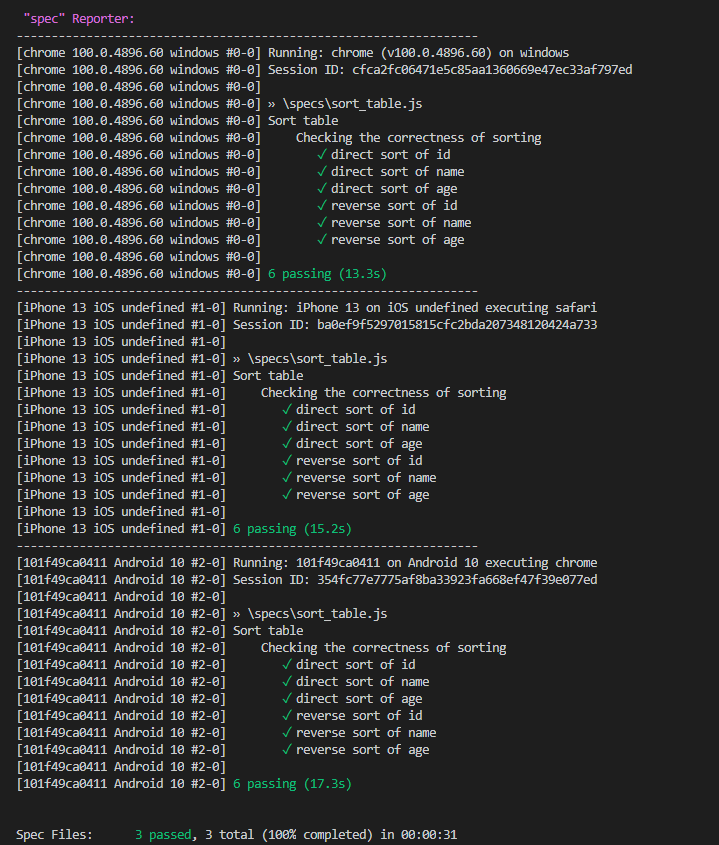 "spec" Reporter:
------------------------------------------------------------------
[chrome 100.0.4896.60 windows #0-0] Running: chrome (v100.0.4896.60) on windows
[chrome 100.0.4896.60 windows #0-0] Session ID: cfca2fc06471e5c85aa1360669e47ec33af797ed
[chrome 100.0.4896.60 windows #0-0]
[chrome 100.0.4896.60 windows #0-0] » \specs\sort_table.js
[chrome 100.0.4896.60 windows #0-0] Sort table
[chrome 100.0.4896.60 windows #0-0]     Checking the correctness of sorting
[chrome 100.0.4896.60 windows #0-0]        ✓ direct sort of id
[chrome 100.0.4896.60 windows #0-0]        ✓ direct sort of name
[chrome 100.0.4896.60 windows #0-0]        ✓ direct sort of age
[chrome 100.0.4896.60 windows #0-0]        ✓ reverse sort of id
[chrome 100.0.4896.60 windows #0-0]        ✓ reverse sort of name
[chrome 100.0.4896.60 windows #0-0]        ✓ reverse sort of age
[chrome 100.0.4896.60 windows #0-0]
[chrome 100.0.4896.60 windows #0-0] 6 passing (13.3s)
------------------------------------------------------------------
[iPhone 13 iOS undefined #1-0] Running: iPhone 13 on iOS undefined executing safari
[iPhone 13 iOS undefined #1-0] Session ID: ba0ef9f5297015815cfc2bda207348120424a733
[iPhone 13 iOS undefined #1-0]
[iPhone 13 iOS undefined #1-0] » \specs\sort_table.js
[iPhone 13 iOS undefined #1-0] Sort table
[iPhone 13 iOS undefined #1-0]     Checking the correctness of sorting
[iPhone 13 iOS undefined #1-0]        ✓ direct sort of id
[iPhone 13 iOS undefined #1-0]        ✓ direct sort of name
[iPhone 13 iOS undefined #1-0]        ✓ direct sort of age
[iPhone 13 iOS undefined #1-0]        ✓ reverse sort of id
[iPhone 13 iOS undefined #1-0]        ✓ reverse sort of name
[iPhone 13 iOS undefined #1-0]        ✓ reverse sort of age
[iPhone 13 iOS undefined #1-0]
[iPhone 13 iOS undefined #1-0] 6 passing (15.2s)
------------------------------------------------------------------
[101f49ca0411 Android 10 #2-0] Running: 101f49ca0411 on Android 10 executing chrome
[101f49ca0411 Android 10 #2-0] Session ID: 354fc77e7775af8ba33923fa668ef47f39e077ed
[101f49ca0411 Android 10 #2-0]
[101f49ca0411 Android 10 #2-0] » \specs\sort_table.js
[101f49ca0411 Android 10 #2-0] Sort table
[101f49ca0411 Android 10 #2-0]     Checking the correctness of sorting
[101f49ca0411 Android 10 #2-0]        ✓ direct sort of id
[101f49ca0411 Android 10 #2-0]        ✓ direct sort of name
[101f49ca0411 Android 10 #2-0]        ✓ direct sort of age
[101f49ca0411 Android 10 #2-0]        ✓ reverse sort of id
[101f49ca0411 Android 10 #2-0]        ✓ reverse sort of name
[101f49ca0411 Android 10 #2-0]        ✓ reverse sort of age
[101f49ca0411 Android 10 #2-0]
[101f49ca0411 Android 10 #2-0] 6 passing (17.3s)
Spec Files:      3 passed, 3 total (100% completed) in 00:00:31